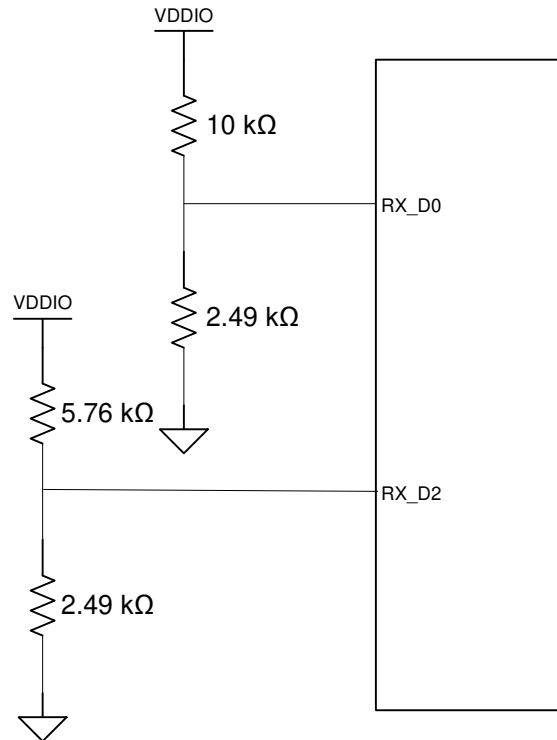 VDDIO
10 kΩ
RX_D0
2.49 kΩ
VDDIO
5.76 kΩ
RX_D2
2.49 kΩ